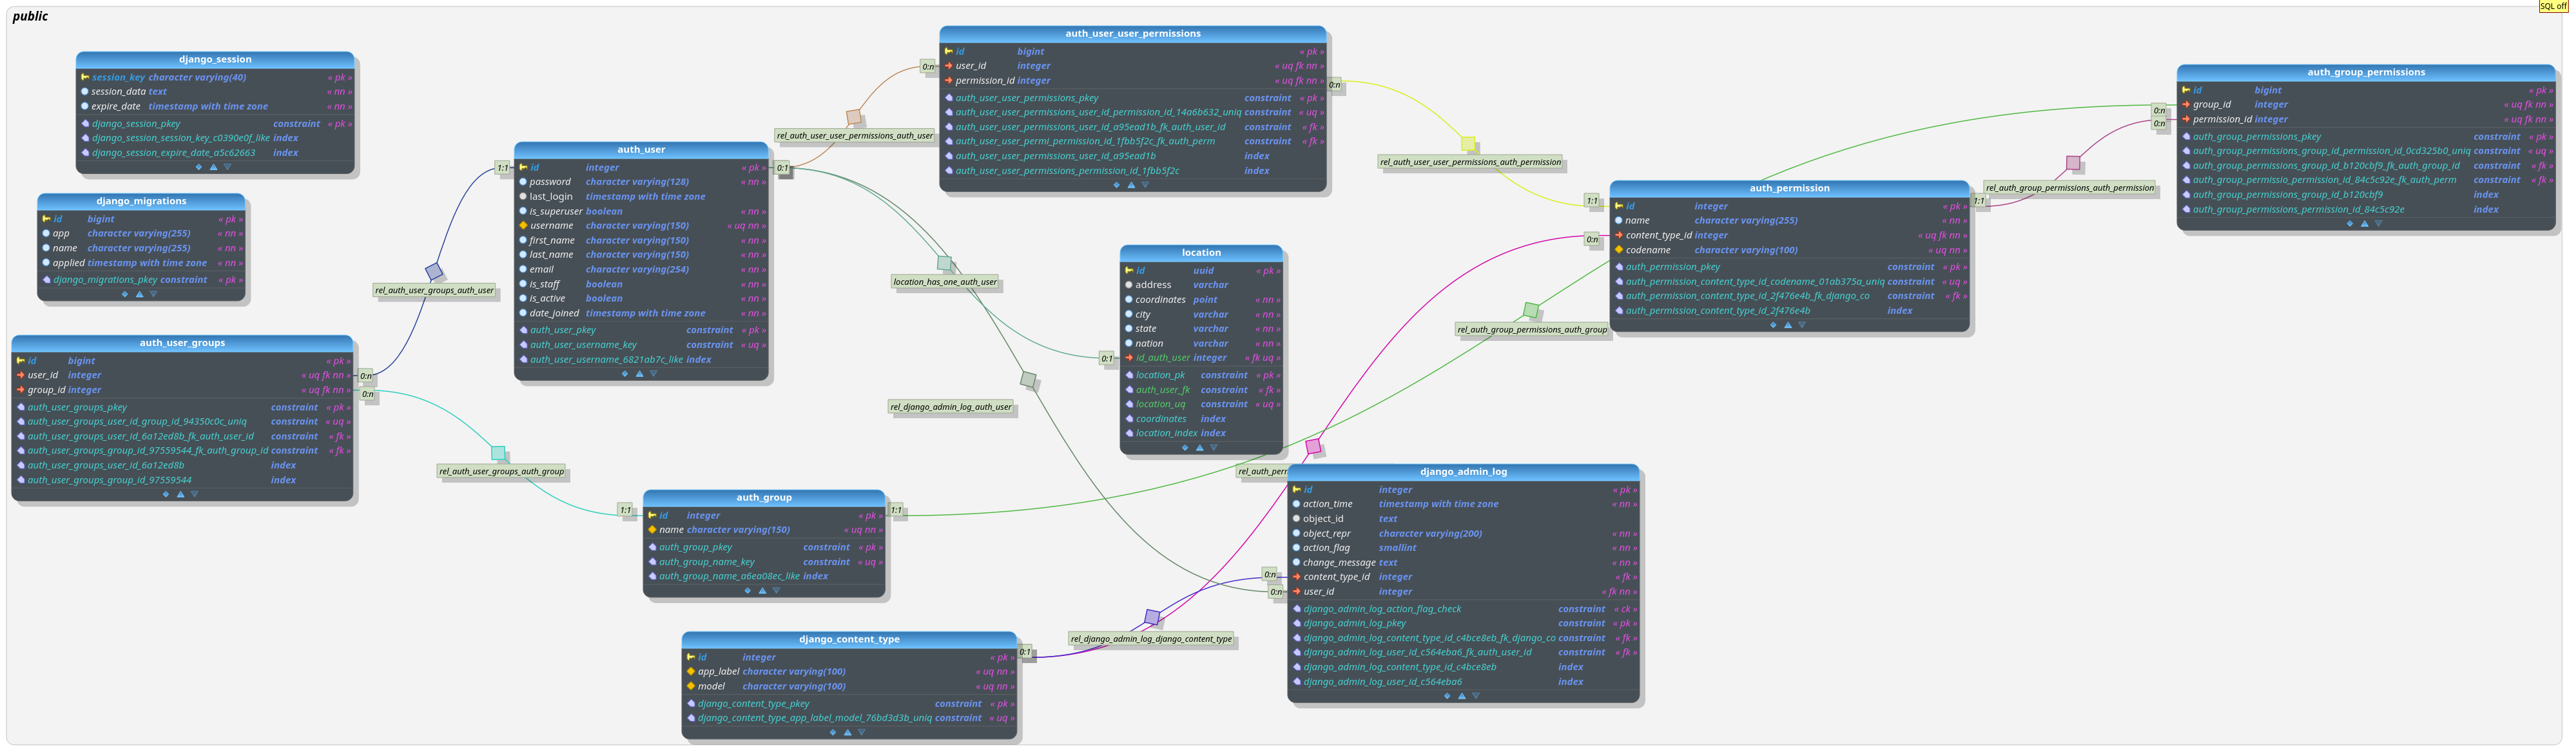 public
SQL off
django_session
session_key character varying(40) « pk »
session_data text « nn »
expire_date timestamp with time zone « nn »
django_session_pkey constraint « pk »
django_session_session_key_c0390e0f_like index
django_session_expire_date_a5c62663 index
django_migrations
id bigint « pk »
app character varying(255) « nn »
name character varying(255) « nn »
applied timestamp with time zone « nn »
django_migrations_pkey constraint « pk »
auth_user_groups
id bigint « pk »
user_id integer « uq fk nn »
group_id integer « uq fk nn »
auth_user_groups_pkey constraint « pk »
auth_user_groups_user_id_group_id_94350c0c_uniq constraint « uq »
auth_user_groups_user_id_6a12ed8b_fk_auth_user_id constraint « fk »
auth_user_groups_group_id_97559544_fk_auth_group_id constraint « fk »
auth_user_groups_user_id_6a12ed8b index
auth_user_groups_group_id_97559544 index
0:n
0:n
rel_auth_user_groups_auth_user
1:1
rel_auth_user_groups_auth_group
1:1
auth_user
id integer « pk »
password character varying(128) « nn »
last_login timestamp with time zone
is_superuser boolean « nn »
username character varying(150) « uq nn »
first_name character varying(150) « nn »
last_name character varying(150) « nn »
email character varying(254) « nn »
is_staff boolean « nn »
is_active boolean « nn »
date_joined timestamp with time zone « nn »
auth_user_pkey constraint « pk »
auth_user_username_key constraint « uq »
auth_user_username_6821ab7c_like index
0:1
rel_auth_user_user_permissions_auth_user
0:n
location_has_one_auth_user
0:1
rel_django_admin_log_auth_user
auth_group
id integer « pk »
name character varying(150) « uq nn »
auth_group_pkey constraint « pk »
auth_group_name_key constraint « uq »
auth_group_name_a6ea08ec_like index
1:1
django_content_type
id integer « pk »
app_label character varying(100) « uq nn »
model character varying(100) « uq nn »
django_content_type_pkey constraint « pk »
django_content_type_app_label_model_76bd3d3b_uniq constraint « uq »
0:1
rel_django_admin_log_django_content_type
0:n
0:n
auth_user_user_permissions
id bigint « pk »
user_id integer « uq fk nn »
permission_id integer « uq fk nn »
auth_user_user_permissions_pkey constraint « pk »
auth_user_user_permissions_user_id_permission_id_14a6b632_uniq constraint « uq »
auth_user_user_permissions_user_id_a95ead1b_fk_auth_user_id constraint « fk »
auth_user_user_permi_permission_id_1fbb5f2c_fk_auth_perm constraint « fk »
auth_user_user_permissions_user_id_a95ead1b index
auth_user_user_permissions_permission_id_1fbb5f2c index
0:n
rel_auth_user_user_permissions_auth_permission
1:1
location
id uuid « pk »
address varchar
coordinates point « nn »
city varchar « nn »
state varchar « nn »
nation varchar « nn »
id_auth_user integer « fk uq »
location_pk constraint « pk »
auth_user_fk constraint « fk »
location_uq constraint « uq »
coordinates index
location_index index
rel_auth_perr
django_admin_log
id integer « pk »
action_time timestamp with time zone « nn »
object_id text
object_repr character varying(200) « nn »
action_flag smallint « nn »
change_message text « nn »
content_type_id integer « fk »
user_id integer « fk nn »
django_admin_log_action_flag_check constraint « ck »
django_admin_log_pkey constraint « pk »
django_admin_log_content_type_id_c4bce8eb_fk_django_co constraint « fk »
django_admin_log_user_id_c564eba6_fk_auth_user_id constraint « fk »
django_admin_log_content_type_id_c4bce8eb index
django_admin_log_user_id_c564eba6 index
rel_auth_group_permissions_auth_group
0:n
auth_permission
id integer « pk »
name character varying(255) « nn »
content_type_id integer « uq fk nn »
codename character varying(100) « uq nn »
auth_permission_pkey constraint « pk »
auth_permission_content_type_id_codename_01ab375a_uniq constraint « uq »
auth_permission_content_type_id_2f476e4b_fk_django_co constraint « fk »
auth_permission_content_type_id_2f476e4b index
1:1
rel_auth_group_permissions_auth_permission
0:n
0:n
auth_group_permissions
id bigint « pk »
group_id integer « uq fk nn »
permission_id integer « uq fk nn »
auth_group_permissions_pkey constraint « pk »
auth_group_permissions_group_id_permission_id_0cd325b0_uniq constraint « uq »
auth_group_permissions_group_id_b120cbf9_fk_auth_group_id constraint « fk »
auth_group_permissio_permission_id_84c5c92e_fk_auth_perm constraint « fk »
auth_group_permissions_group_id_b120cbf9 index
auth_group_permissions_permission_id_84c5c92e index